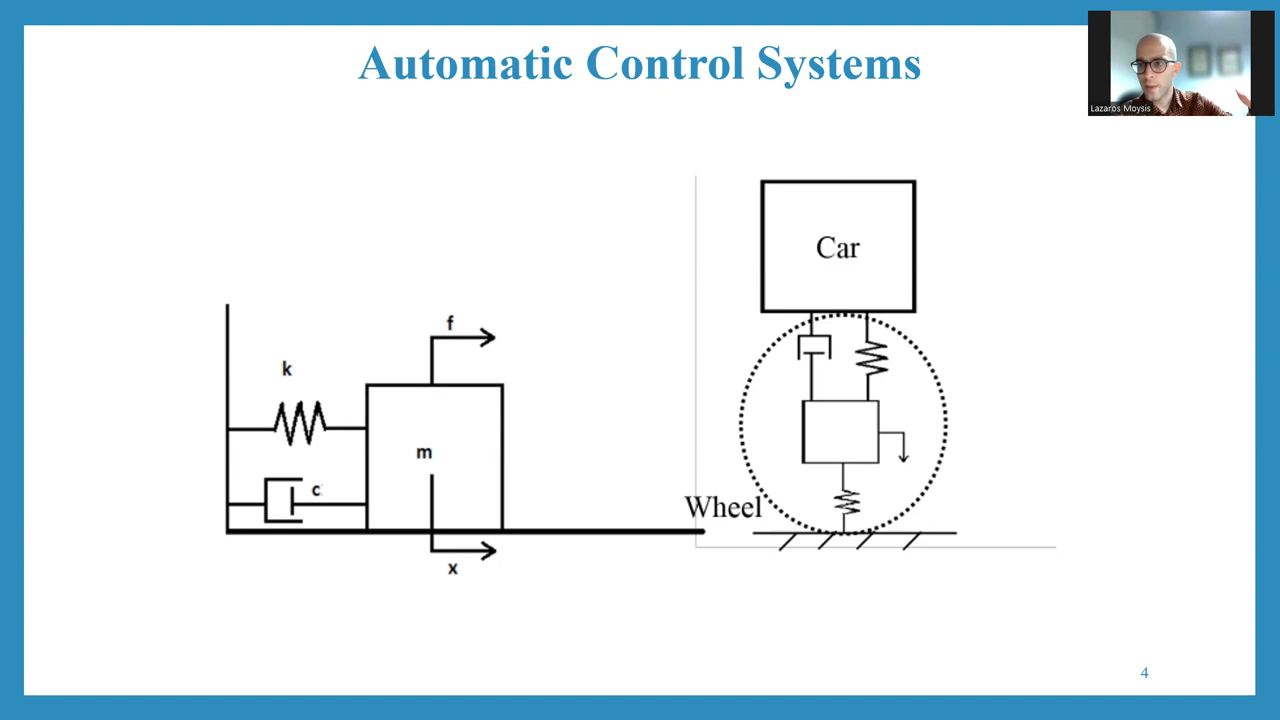 Automatic Control Systems
Lazaros Moysis
Car
f
k
m
c
Wheel
x
4